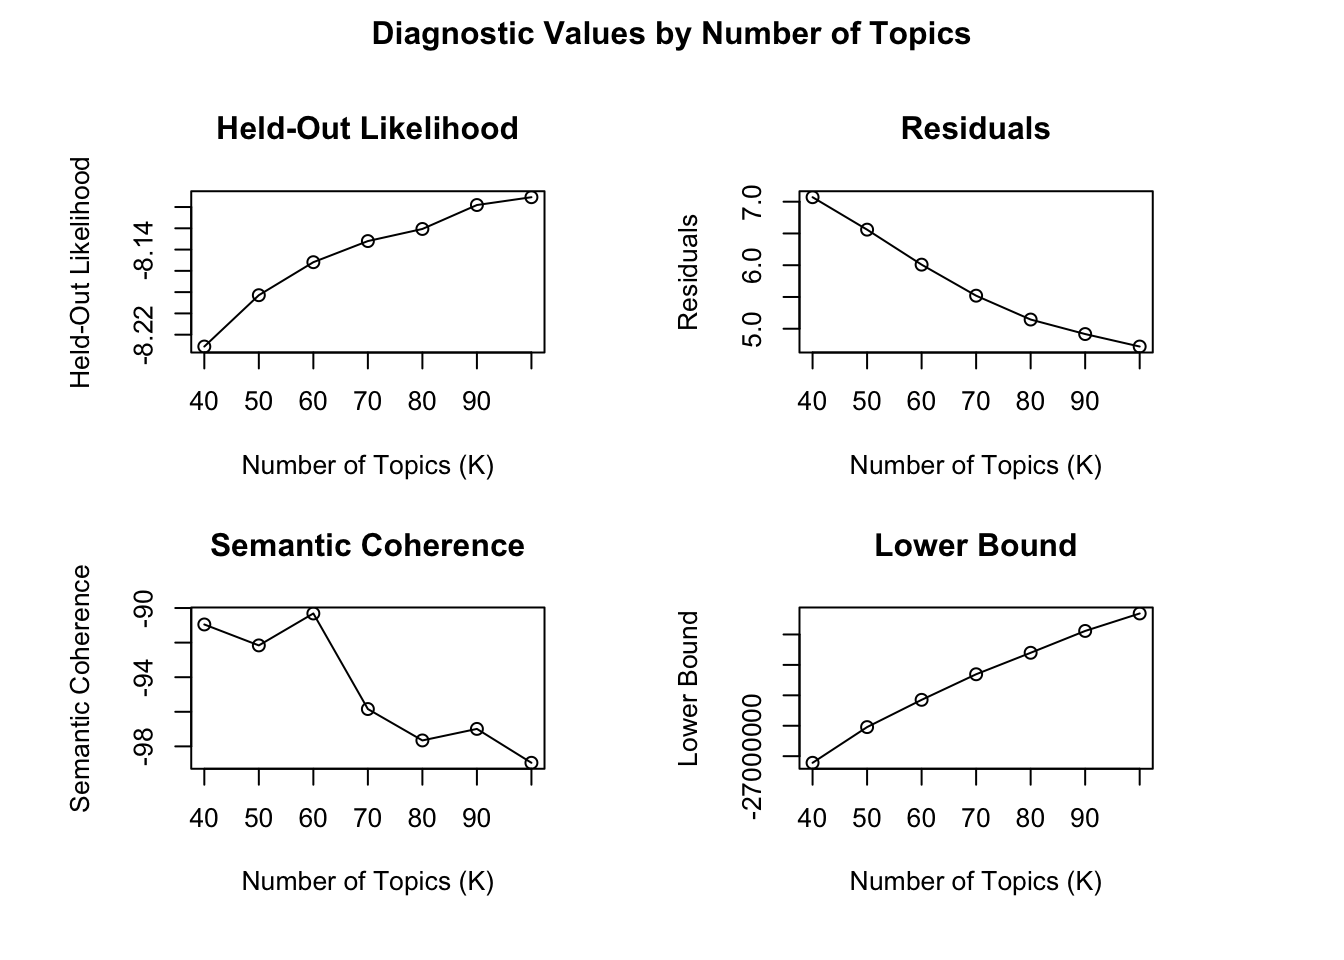 Diagnostic Values by Number of Topics
Held-Out Likelihood
Held-Out Likelihood
-8.14
-8.22
40 50 60 70 80 90
Number of Topics (K)
Residuals
Residuals
7.0
6.0
5.0
40 50 60 70 80 90
Number of Topics (K)
Semantic Coherence
Semantic Coherence
-90
-94
-98
40 50 60 70 80 90
Number of Topics (K)
Lower Bound
Lower Bound
-27000000
40 50 60 70 80 90
Number of Topics (K)